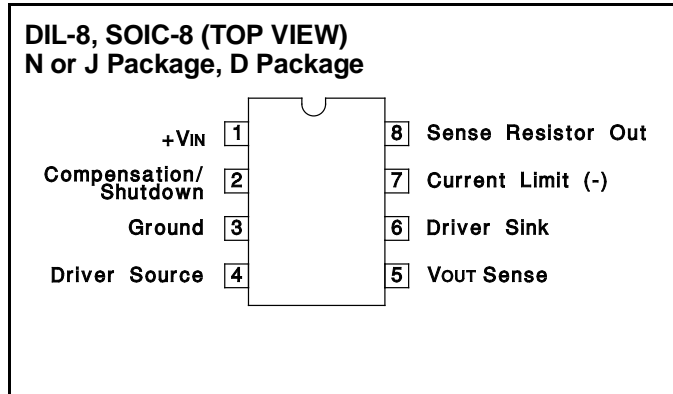 DIL-8, SOIC-8 (TOP VIEW)
N or J Package, D Package
+VIN 1 8 Sense Resistor Out
Compensation/
Shutdown 2 7 Current Limit (-)
Ground 3 6 Driver Sink
Driver Source 4 5 VOUT Sense